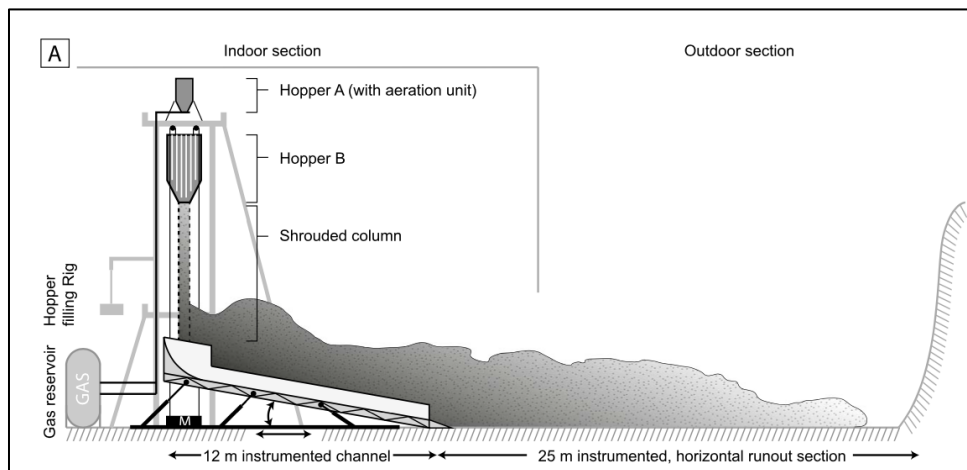 A
Indoor section
Outdoor section
Hopper A (with aeration unit)
Hopper B
Shrouded column
Hopper
filling Rig
Gas reservoir
GAS
M
12 m instrumented channel
25 m instrumented, horizontal runout section